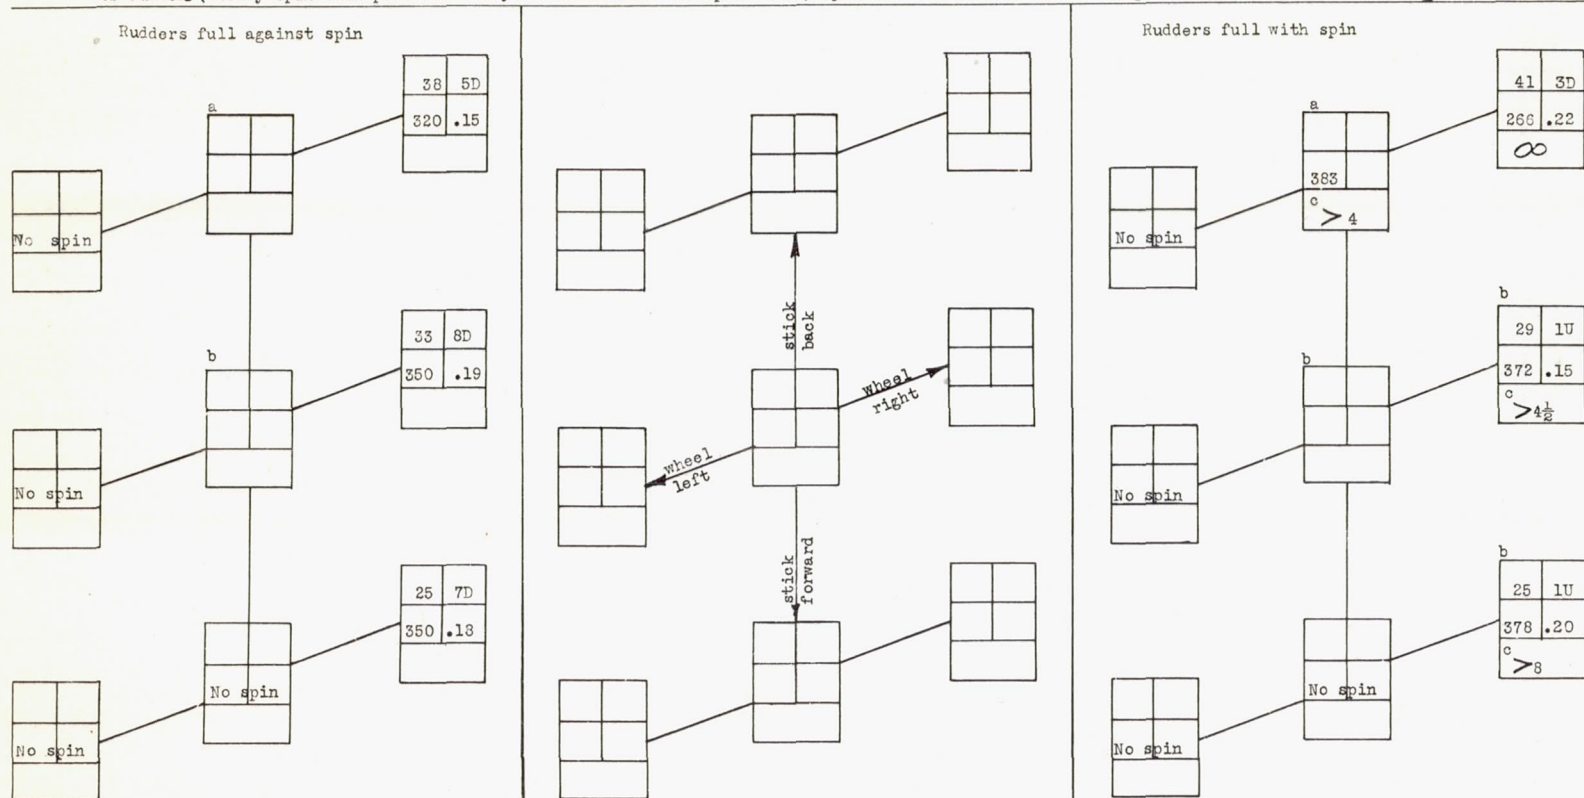 Rudders full against spin
38 5D
320 .15
a
No spin
33 8D
350 .19
b
No spin
25 7D
350 .18
No spin
No spin
stick
back
wheel
right
wheel
left
stick
forward
Rudders full with spin
41 3D
266 .22
∞
a
383
c
> 4
No spin
b
29 1U
372 .15
c
>4½
b
No spin
b
25 1U
378 .20
c
>8
No spin
No spin